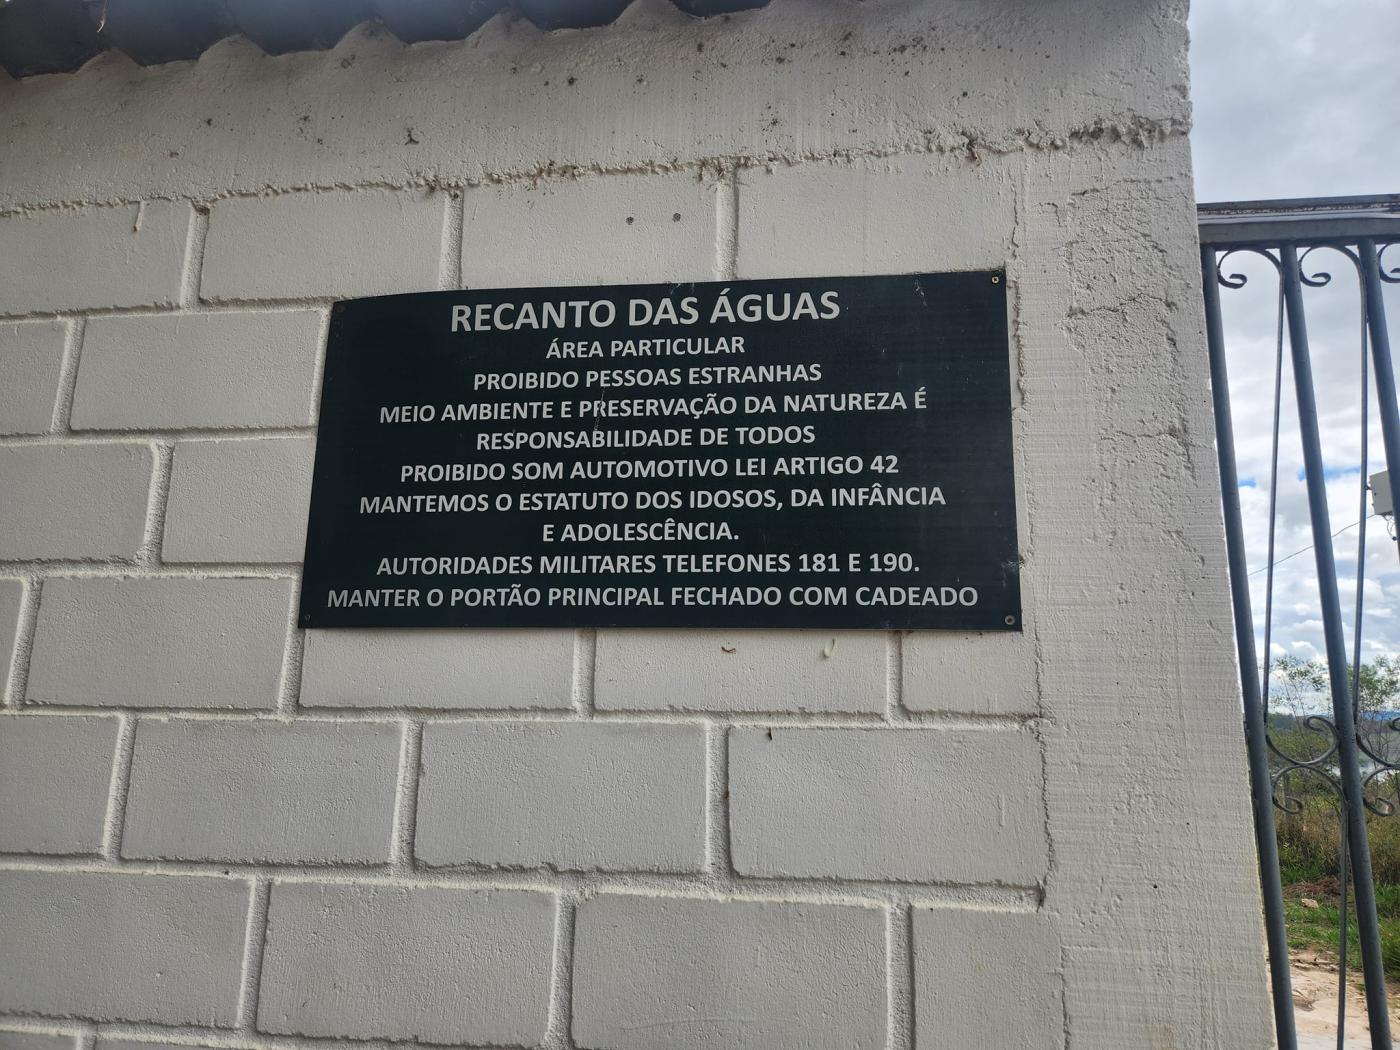 RECANTO DAS ÁGUAS
ÁREA PARTICULAR
PROIBIDO PESSOAS ESTRANHAS
MEIO AMBIENTE E PRESERVAÇÃO DA NATUREZA É
RESPONSABILIDADE DE TODOS
PROIBIDO SOM AUTOMOTIVO LEI ARTIGO 42
MANTEMOS O ESTATUTO DOS IDOSOS, DA INFÂNCIA
E ADOLESCÊNCIA.
AUTORIDADES MILITARES TELEFONES 181 E 190.
MANTER O PORTÃO PRINCIPAL FECHADO COM CADEADO